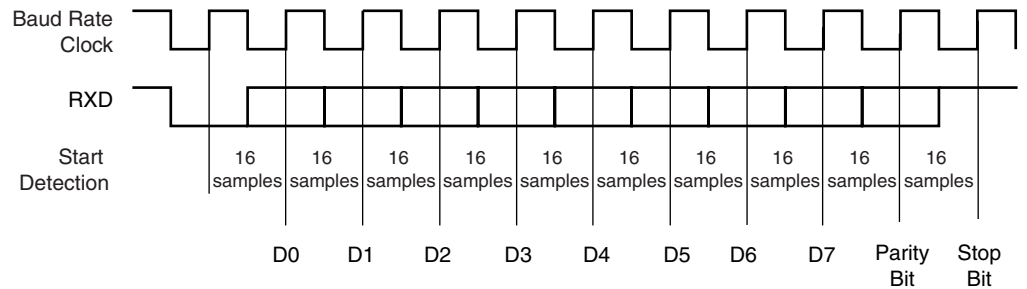 Baud Rate
Clock
RXD
Start
Detection
16
samples
16
samples
16
samples
16
samples
16
samples
16
samples
16
samples
16
samples
16
samples
16
samples
D0
D1
D2
D3
D4
D5
D6
D7
Parity
Bit
Stop
Bit